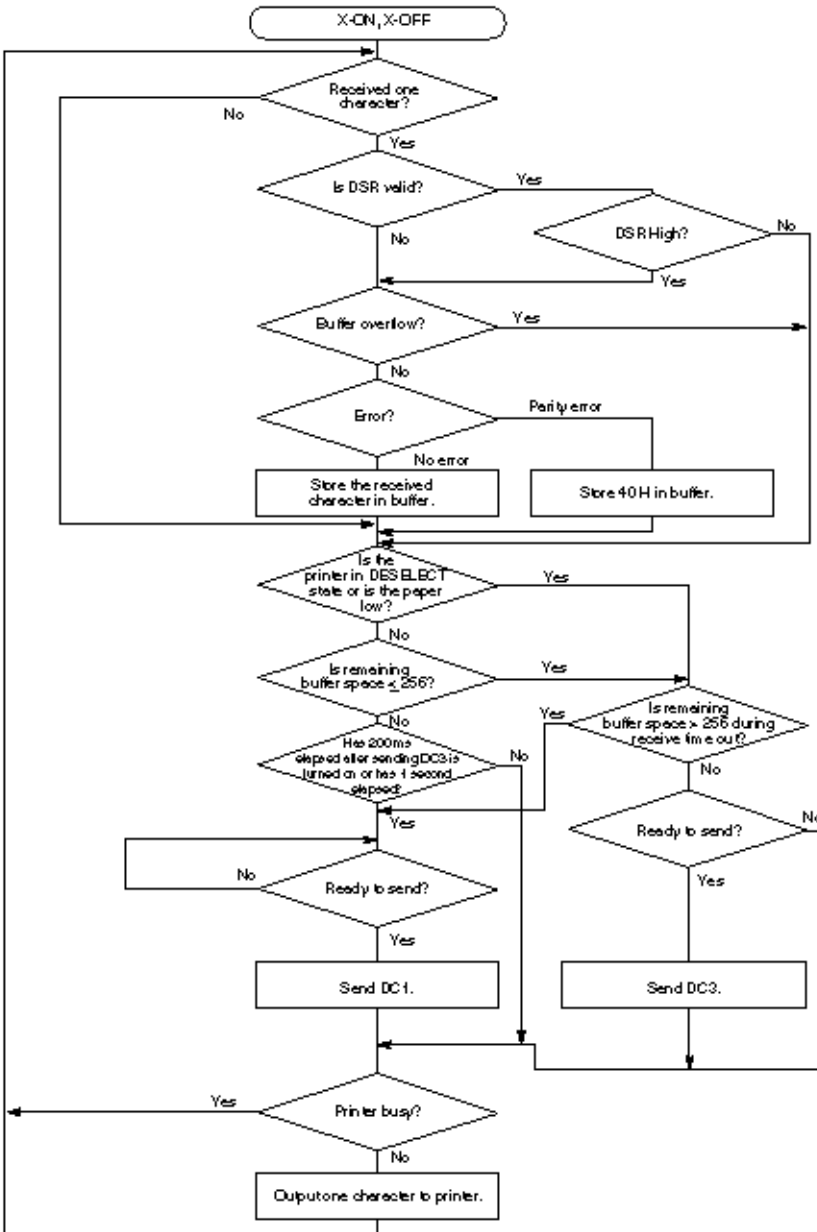 X-ON, X-OFF
Received one
character?
No
Yes
Is DSR valid?
Yes
No
DSR High?
No
Yes
Buffer overflow?
Yes
No
Error?
Parity error
No error
Store the received
character in buffer.
Store 40H in buffer.
Is the
printer in DESELECT
state or is the paper
low?
Yes
No
Is remaining
buffer space ≤ 256?
Yes
No
Is remaining
buffer space > 256 during
receive time out?
Yes
No
Has 200ms
elapsed after sending DC3 is
turned on or has 1 second
elapsed?
No
Yes
Ready to send?
No
Yes
Ready to send?
No
Yes
Send DC1.
Send DC3.
Printer busy?
Yes
No
Output one character to printer.